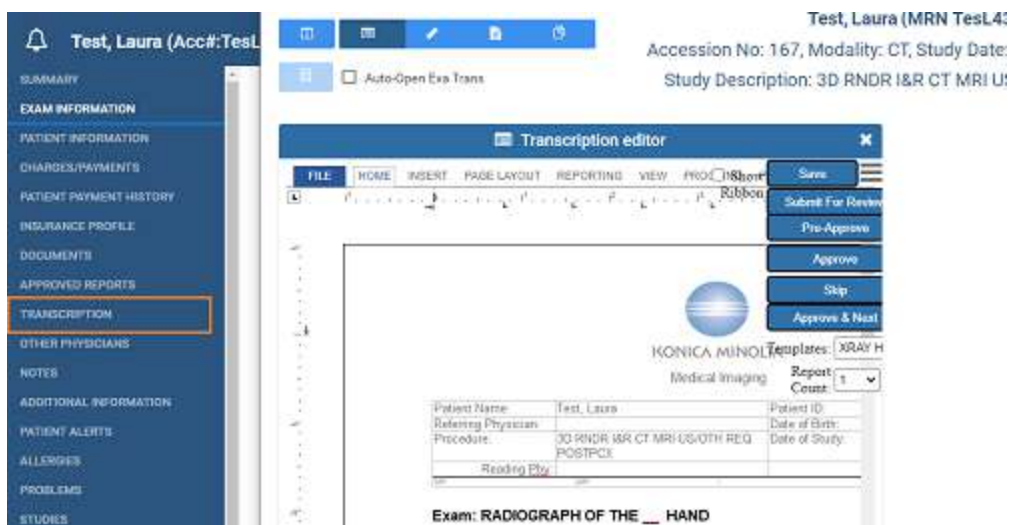 Test, Laura (Acc#:TesL
SUMMARY
EXAM INFORMATION
PATIENT INFORMATION
CHARGES/PAYMENTS
PATIENT PAYMENT HISTORY
INSURANCE PROFILE
DOCUMENTS
APPROVED REPORTS
TRANSCRIPTION
OTHER PHYSICIANS
NOTES
ADDITIONAL INFORMATION
PATIENT ALERTS
ALLERGIES
PROBLEMS
STUDIES
Auto-Open Exa Trans
Test, Laura (MRN TesL43
Accession No: 167, Modality: CT, Study Date:
Study Description: 3D RNDR I&R CT MRI US
Transcription editor
FILE HOME INSERT PAGE LAYOUT REPORTING VIEW
Show
Ribbon
Save
Submit For Review
Pre-Approve
Approve
Skip
Approve & Next
Templates: XRAY H
Report
Count: 1
KONICA MINOLTA
Medical Imaging
Patient Name: Test, Laura Patient ID:
Referring Physician: Date of Birth:
Procedure: 3D RNDR I&R CT MRI US/OTH REQ Date of Study:
POSTPCX
Reading Phy
Exam: RADIOGRAPH OF THE __ HAND